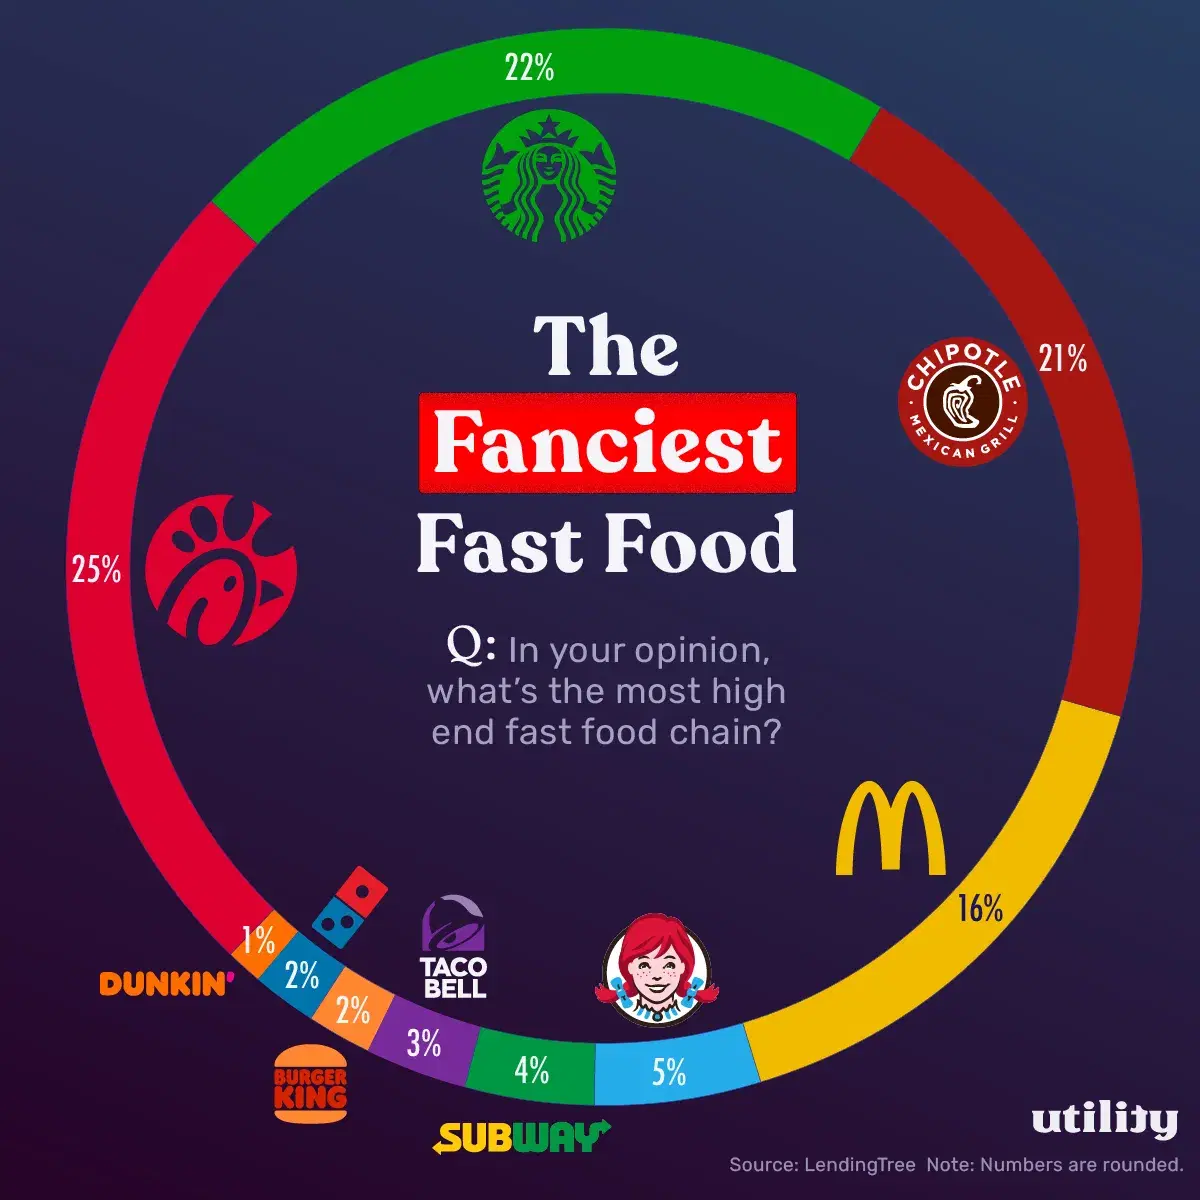 22%
21%
CHIPOTLE
MEXICAN GRILL
The
Fanciest
Fast Food
25%
Q: In your opinion,
what's the most high
end fast food chain?
16%
1%
2%
2%
3%
4%
5%
DUNKIN'
TACO
BELL
BURGER
KING
SUBWAY
utility
Source: LendingTree Note: Numbers are rounded.